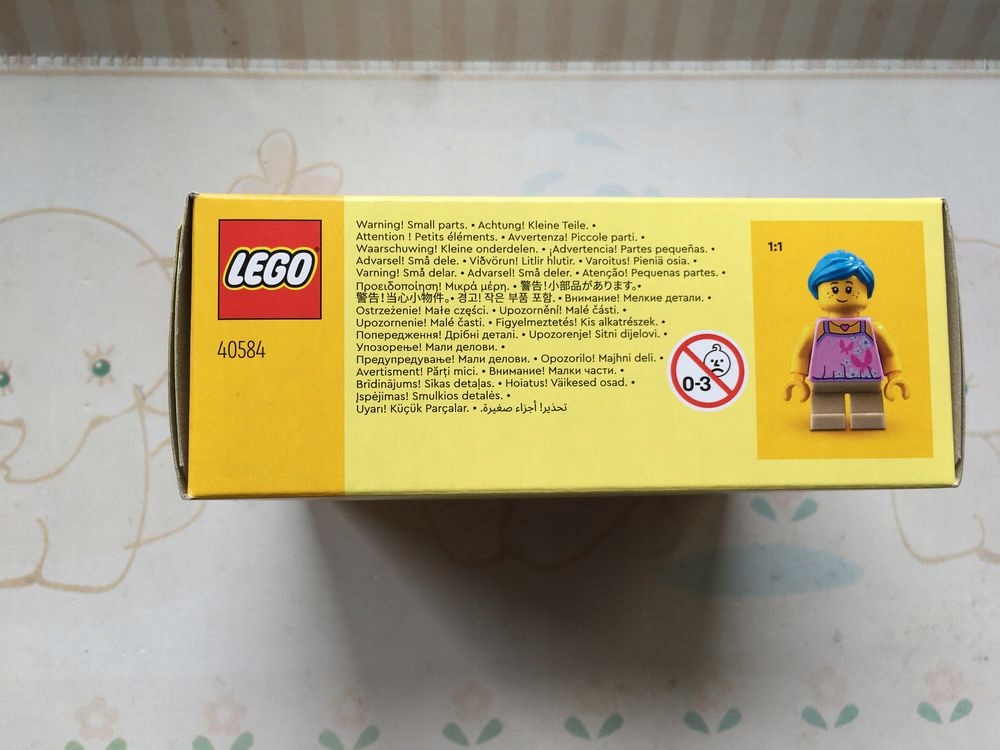 LEGO®
40584
Warning! Small parts. • Achtung! Kleine Teile. •
Attention ! Petits éléments. • Avvertenza! Piccole parti. •
Waarschuwing! Kleine onderdelen. • ¡Advertencia! Partes pequeñas. •
Advarsel! Små dele. • Viðvörun! Litlir hlutir. • Varoitus! Pieniä osia. •
Varning! Små delar. • Advarsel! Små deler. • Atenção! Pequenas partes. •
Προειδοποίηση! Μικρά μέρη. • 警告!小部品があります。•
警告!当心小物件。• 경고! 작은 부품 포함. • Внимание! Мелкие детали. •
Ostrzeżenie! Małe części. • Upozornění! Malé části. •
Upozornenie! Malé časti. • Figyelmeztetés! Kis alkatrészek. •
Попередження! Дрібні деталі. • Upozorenje! Sitni dijelovi. •
Упозорење! Мали делови. •
Предупредување! Мали делови. • Opozorilo! Majhni deli. •
Avertisment! Părți mici. • Внимание! Малки части. •
Brīdinājums! Sīkas detaļas. • Hoiatus! Väikesed osad. •
Įspėjimas! Smulkios detalės. •
Uyarı! Küçük Parçalar. • تحذير! أجزاء صغيرة.
0-3
1:1